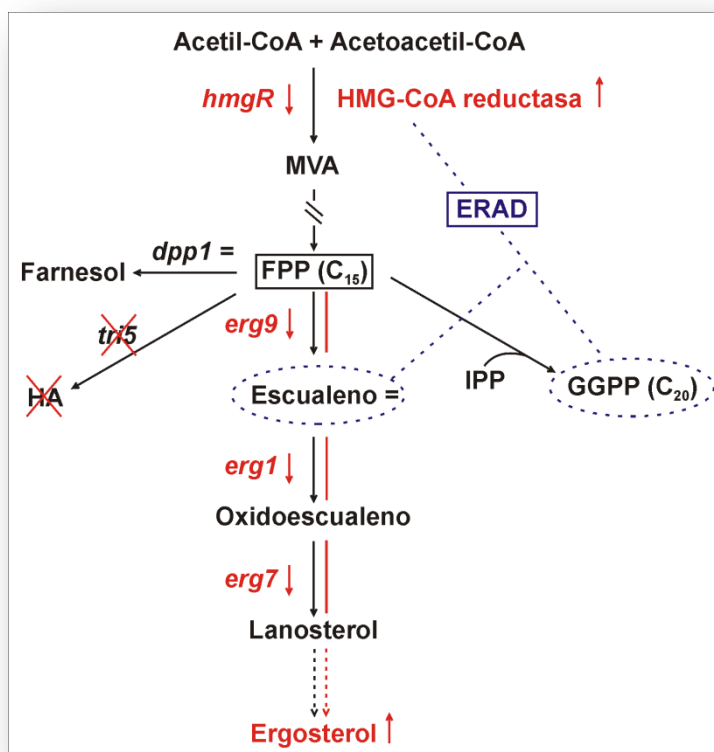 Acetil-CoA + Acetoacetil-CoA
hmgR ↓ HMG-CoA reductasa ↑
MVA
ERAD
dpp1 =
Farnesol FPP (C₁₅)
tri5 erg9 ↓
HA Escualeno = IPP GGPP (C₂₀)
erg1 ↓
Oxidoescualeno
erg7 ↓
Lanosterol
Ergosterol ↑